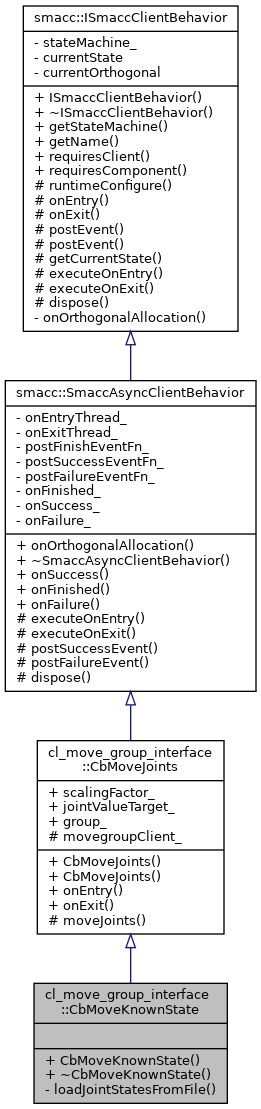 smacc::ISmaccClientBehavior
- stateMachine_
- currentState
- currentOrthogonal
+ ISmaccClientBehavior()
+ ~ISmaccClientBehavior()
+ getStateMachine()
+ getName()
+ requiresClient()
+ requiresComponent()
# runtimeConfigure()
# onEntry()
# onExit()
# postEvent()
# postEvent()
# getCurrentState()
# executeOnEntry()
# executeOnExit()
# dispose()
- onOrthogonalAllocation()
smacc::SmaccAsyncClientBehavior
- onEntryThread_
- onExitThread_
- postFinishEventFn_
- postSuccessEventFn_
- postFailureEventFn_
- onFinished_
- onSuccess_
- onFailure_
+ onOrthogonalAllocation()
+ ~SmaccAsyncClientBehavior()
+ onSuccess()
+ onFinished()
+ onFailure()
# executeOnEntry()
# executeOnExit()
# postSuccessEvent()
# postFailureEvent()
# dispose()
cl_move_group_interface
::CbMoveJoints
+ scalingFactor_
+ jointValueTarget_
+ group_
# movegroupClient_
+ CbMoveJoints()
+ CbMoveJoints()
+ onEntry()
+ onExit()
# moveJoints()
cl_move_group_interface
::CbMoveKnownState
+ CbMoveKnownState()
+ ~CbMoveKnownState()
- loadJointStatesFromFile()